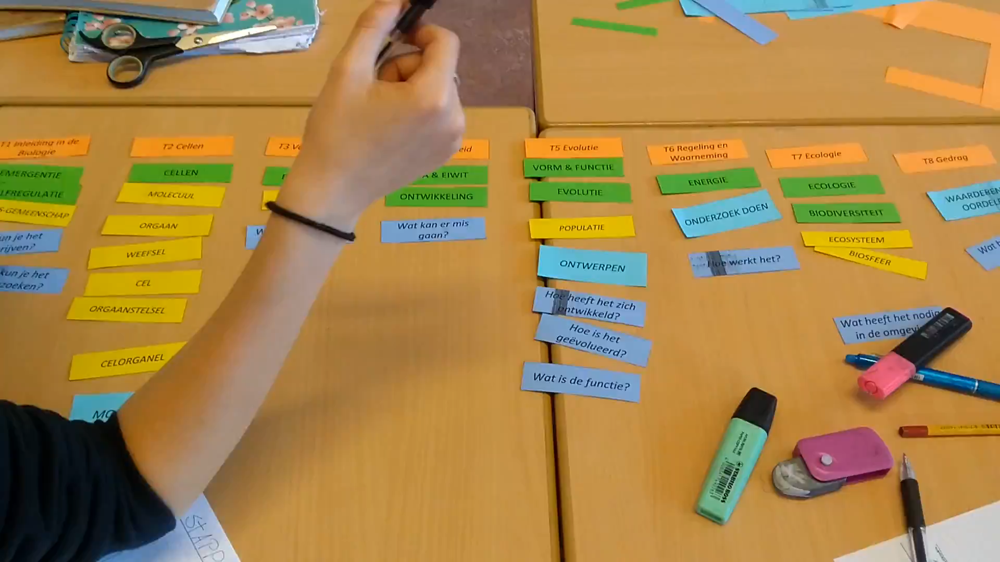 T1 Inleiding in de
Biologie
EMERGENTIE
LFREGULATIE
S-GEMEENSCHAP
un je het
rijven?
kun je het
zoeken?
T2 Cellen
CELLEN
MOLECUUL
ORGAAN
WEEFSEL
CEL
ORGAANSTELSEL
CELORGANEL
MO
T3 Vo
W
eid
A & EIWIT
ONTWIKKELING
Wat kan er mis
gaan?
T5 Evolutie
VORM & FUNCTIE
EVOLUTIE
POPULATIE
ONTWERPEN
Hoe heeft het zich
ontwikkeld?
Hoe is het
geëvolueerd?
Wat is de functie?
T6 Regeling en
Waarneming
ENERGIE
ONDERZOEK DOEN
Hoe werkt het?
T7 Ecologie
ECOLOGIE
BIODIVERSITEIT
ECOSYSTEEM
BIOSFEER
Wat heeft het nodig
in de omgevi
T8 Gedrag
WAARDEREN
OORDEL
Wat h
STABILO BOSS
STAPP